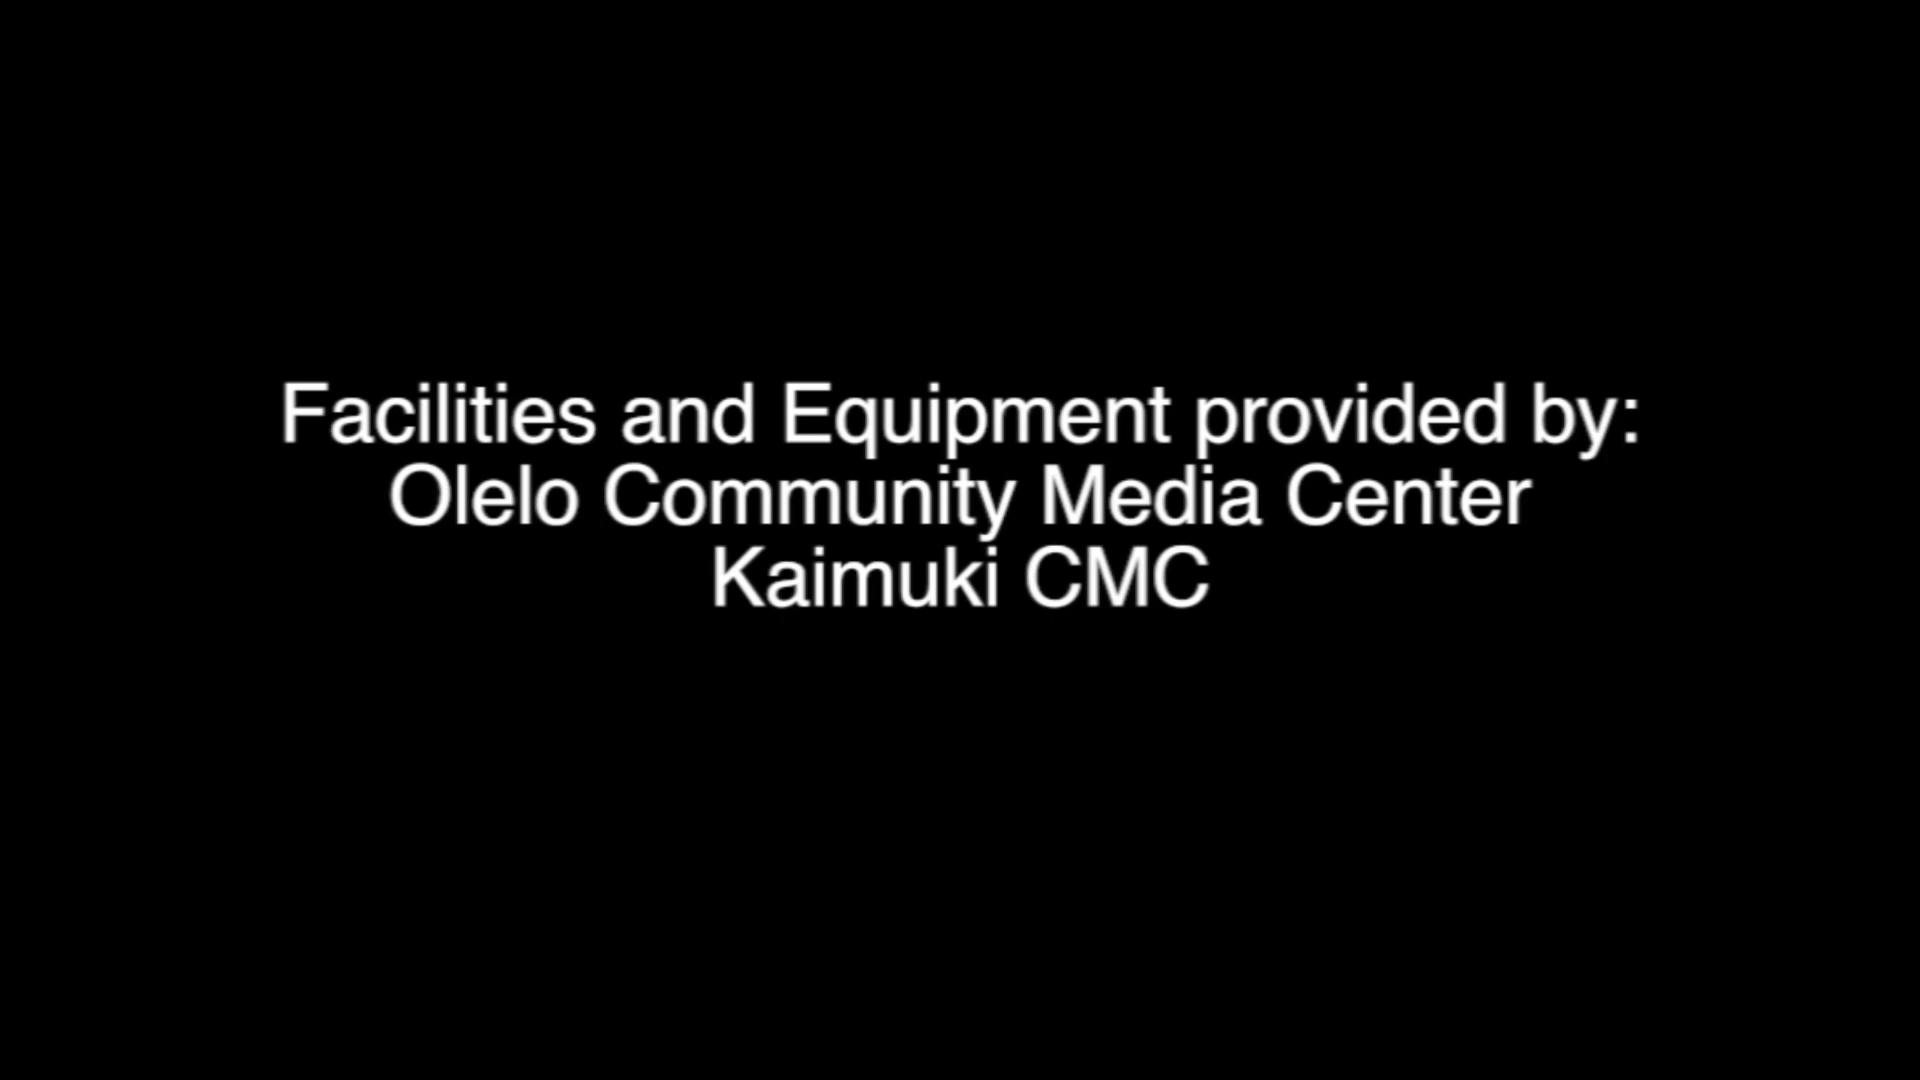 Facilities and Equipment provided by:
Olelo Community Media Center
Kaimuki CMC